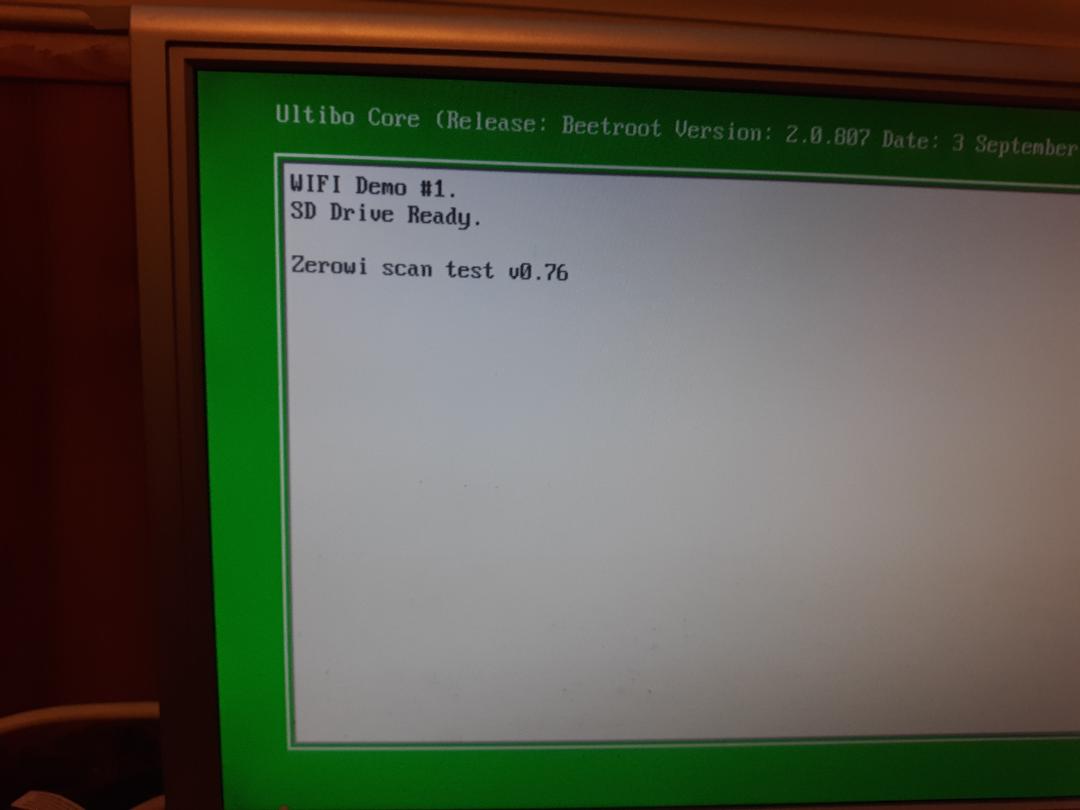 Ultibo Core (Release: Beetroot Version: 2.0.807 Date: 3 September
WIFI Demo #1.
SD Drive Ready.
Zerowi scan test v0.76